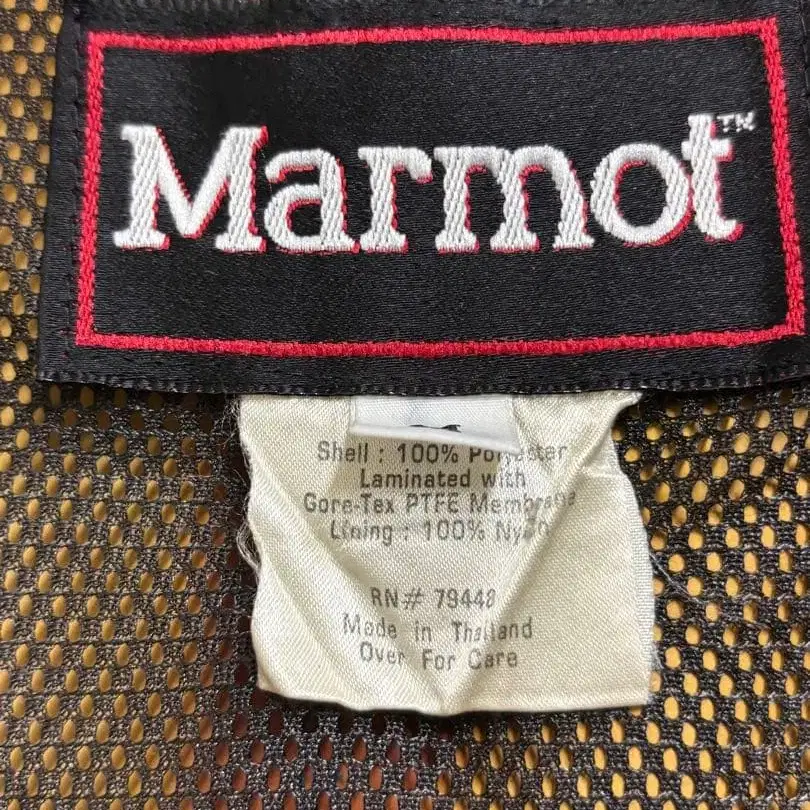 Marmot™
Shell : 100% Polyester
Laminated with
Gore-Tex PTFE Membrane
Lining : 100% Nylon
RN# 79448
Made in Thailand
Over For Care